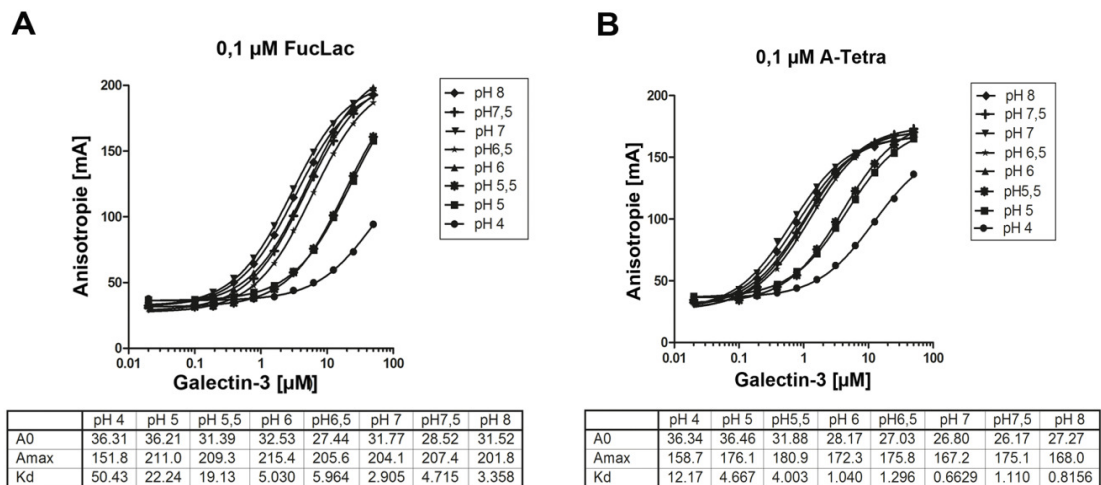 A
0,1 µM FucLac
Anisotropie [mA]
200
150
100
50
0
0.01 0.1 1 10 100
Galectin-3 [µM]
pH 8
pH7,5
pH 7
pH6,5
pH 6
pH 5,5
pH 5
pH 4
pH 4 pH 5 pH 5,5 pH 6 pH6,5 pH 7 pH7,5 pH 8
A0 36.31 36.21 31.39 32.53 27.44 31.77 28.52 31.52
Amax 151.8 211.0 209.3 215.4 205.6 204.1 207.4 201.8
Kd 50.43 22.24 19.13 5.030 5.964 2.905 4.715 3.358
B
0,1 µM A-Tetra
Anisotropie [mA]
200
150
100
50
0
0.01 0.1 1 10 100
Galectin-3 [µM]
pH 8
pH 7,5
pH 7
pH 6,5
pH 6
pH5,5
pH 5
pH 4
pH 4 pH 5 pH5,5 pH 6 pH6,5 pH 7 pH7,5 pH 8
A0 36.34 36.46 31.88 28.17 27.03 26.80 26.17 27.27
Amax 158.7 176.1 180.9 172.3 175.8 167.2 175.1 168.0
Kd 12.17 4.667 4.003 1.040 1.296 0.6629 1.110 0.8156